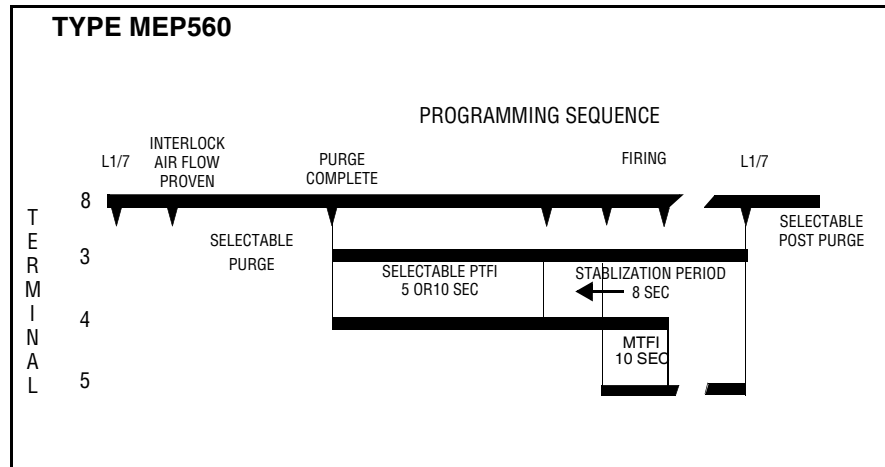 TYPE MEP560
PROGRAMMING SEQUENCE
L1/7
INTERLOCK
AIR FLOW
PROVEN
PURGE
COMPLETE
FIRING
L1/7
TERMINAL
8
SELECTABLE
POST PURGE
SELECTABLE
PURGE
3
SELECTABLE PTFI
5 OR10 SEC
STABLIZATION PERIOD
8 SEC
4
MTFI
10 SEC
5